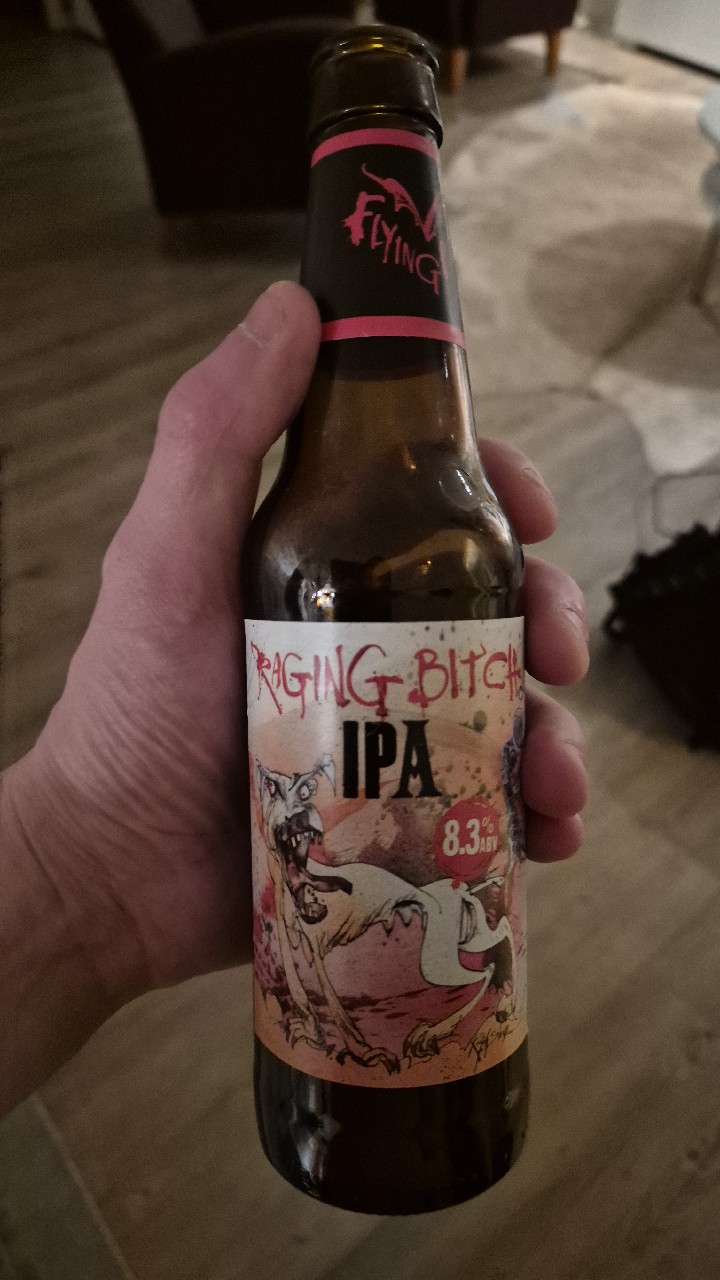 FLYING
RAGING BITCH
IPA
8.3% ABV